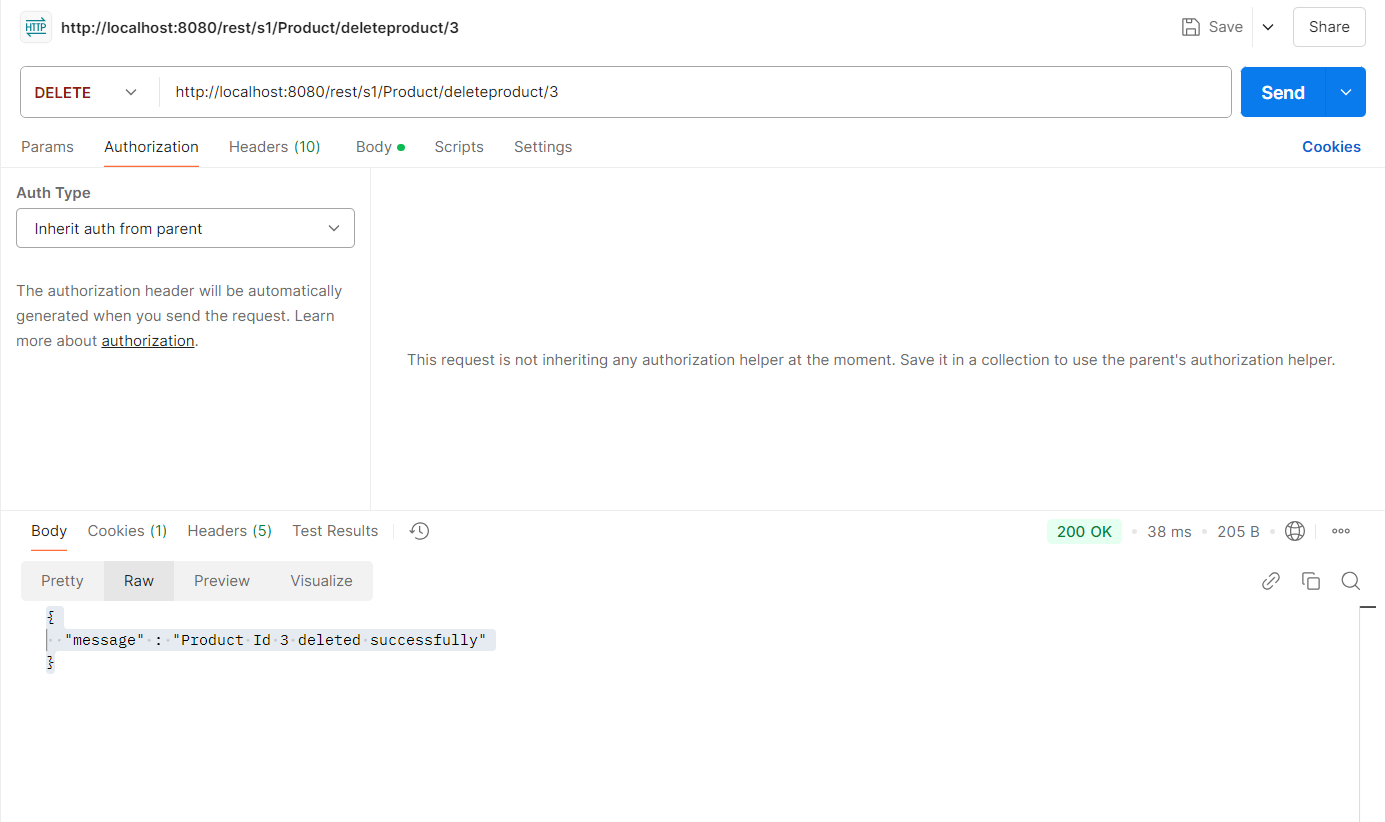 HTTP http://localhost:8080/rest/s1/Product/deleteproduct/3 Save Share
DELETE http://localhost:8080/rest/s1/Product/deleteproduct/3 Send
Params Authorization Headers (10) Body Scripts Settings Cookies
Auth Type
Inherit auth from parent
The authorization header will be automatically
generated when you send the request. Learn
more about authorization.
This request is not inheriting any authorization helper at the moment. Save it in a collection to use the parent's authorization helper.
Body Cookies (1) Headers (5) Test Results 200 OK 38 ms 205 B
Pretty Raw Preview Visualize
{
"message" : "Product Id 3 deleted successfully"
}